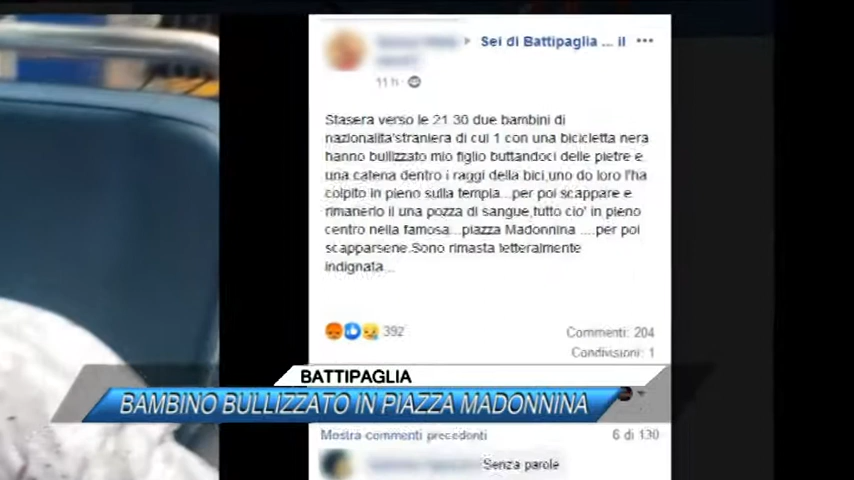 Sei di Battipaglia ... il
11 h
Stasera verso le 21 30 due bambini di
nazionalita'straniera di cui 1 con una bicicletta nera
hanno bullizzato mio figlio buttandoci delle pietre e
una catena dentro i raggi della bici,uno do loro l'ha
colpito in pieno sulla tempia...per poi scappare e
rimanerlo il una pozza di sangue,tutto cio' in pieno
centro nella famosa...piazza Madonnina ....per poi
scapparsene.Sono rimasta letteralmente
indignata...
392
Commenti: 204
Condivisioni: 1
BATTIPAGLIA
BAMBINO BULLIZZATO IN PIAZZA MADONNINA
Mostra commenti precedenti
6 di 130
Senza parole